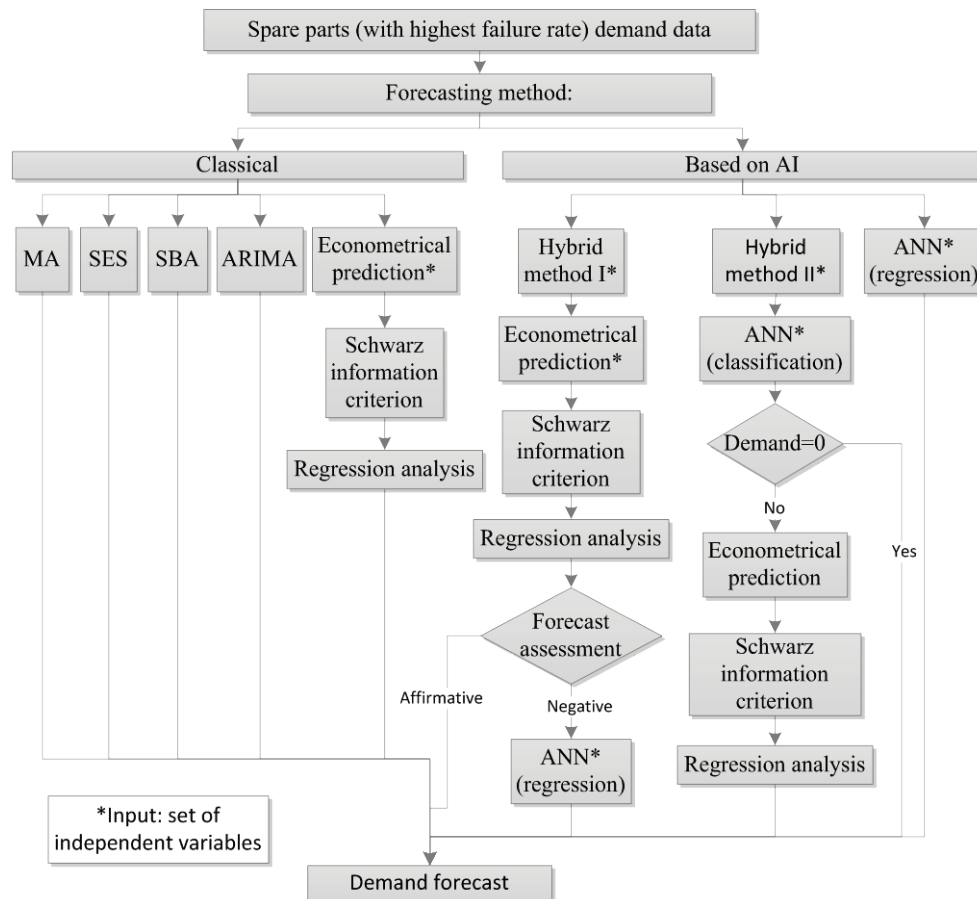 Spare parts (with highest failure rate) demand data
Forecasting method:
Classical
Based on AI
MA
SES
SBA
ARIMA
Econometrical
prediction*
Schwarz
information
criterion
Regression analysis
Hybrid
method I*
Econometrical
prediction*
Schwarz
information
criterion
Regression analysis
Forecast
assessment
Affirmative
Negative
ANN*
(regression)
Hybrid
method II*
ANN*
(classification)
Demand=0
No
Yes
Econometrical
prediction
Schwarz
information
criterion
Regression analysis
ANN*
(regression)
*Input: set of
independent variables
Demand forecast